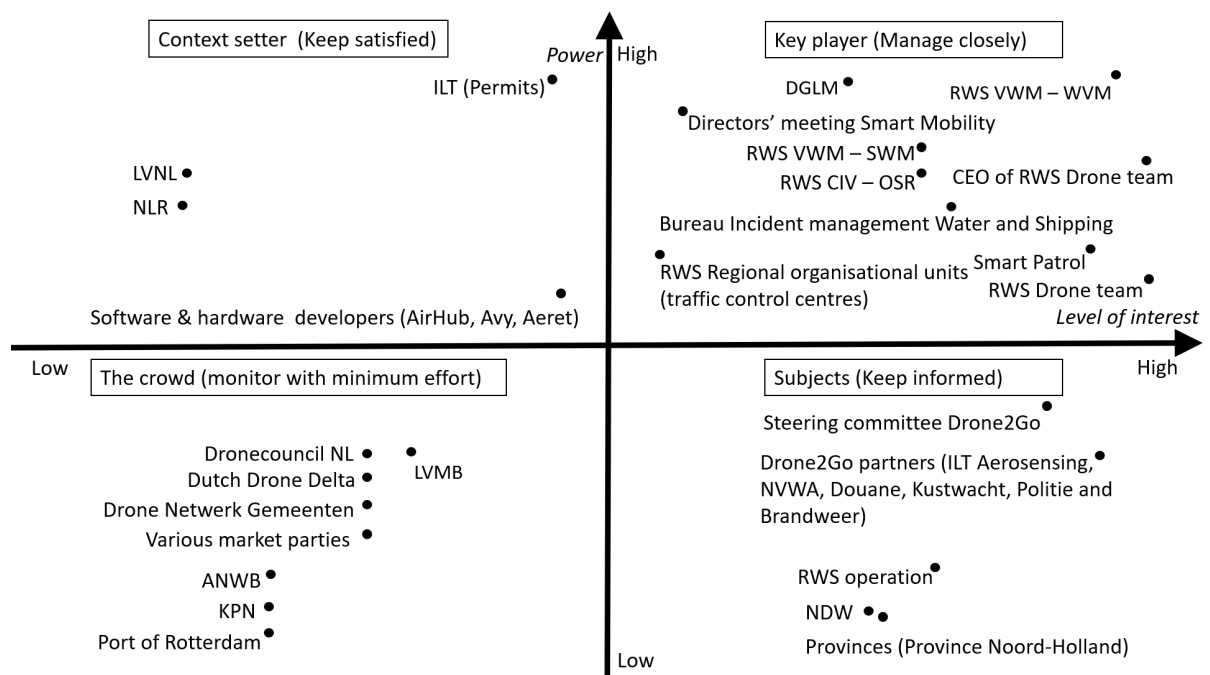 Context setter (Keep satisfied)
Power
High
Key player (Manage closely)
ILT (Permits)
DGLM
RWS VWM – WVM
Directors’ meeting Smart Mobility
RWS VWM – SWM
LVNL
RWS CIV – OSR
CEO of RWS Drone team
NLR
Bureau Incident management Water and Shipping
RWS Regional organisational units
(traffic control centres)
Smart Patrol
RWS Drone team
Software & hardware developers (AirHub, Avy, Aeret)
Level of interest
Low
High
The crowd (monitor with minimum effort)
Subjects (Keep informed)
Steering committee Drone2Go
Dronecouncil NL
LVMB
Dutch Drone Delta
Drone Netwerk Gemeenten
Various market parties
Drone2Go partners (ILT Aerosensing,
NVWA, Douane, Kustwacht, Politie and
Brandweer)
ANWB
KPN
Port of Rotterdam
RWS operation
NDW
Provinces (Province Noord-Holland)
Low